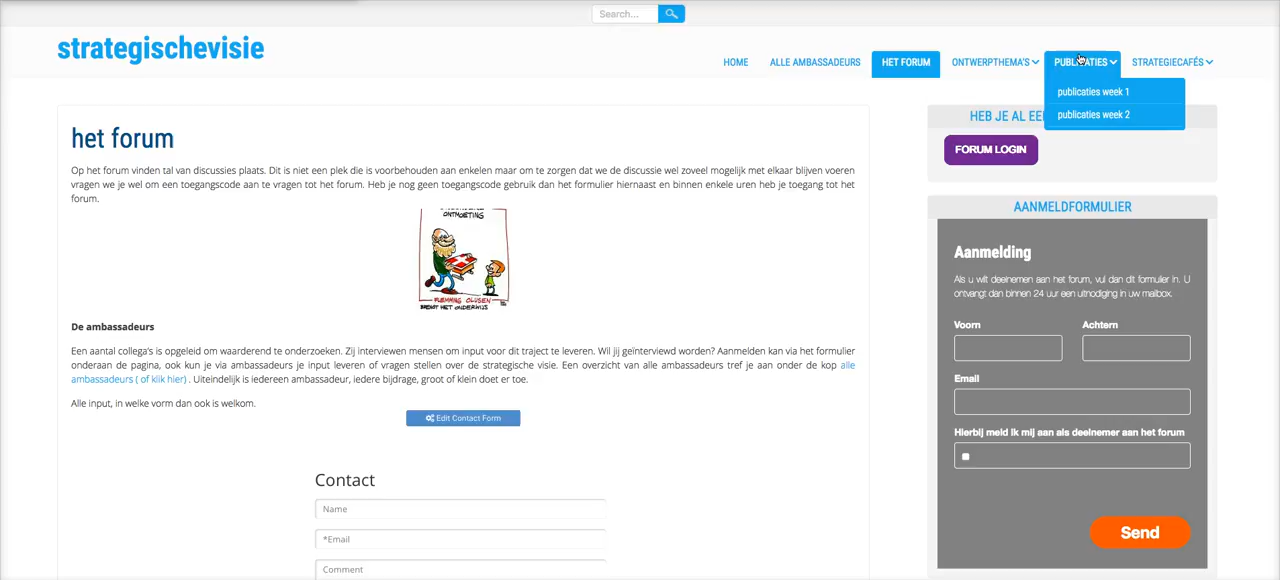 Search...
strategischevisie
HOME
ALLE AMBASSADEURS
HET FORUM
ONTWERPTHEMA'S
PUBLICATIES
STRATEGIECAFÉS
publicaties week 1
publicaties week 2
het forum
Op het forum vinden tal van discussies plaats. Dit is niet een plek die is voorbehouden aan enkelen maar om te zorgen dat we de discussie wel zoveel mogelijk met elkaar blijven voeren
vragen we je wel om een toegangscode aan te vragen tot het forum. Heb je nog geen toegangscode gebruik dan het formulier hiernaast en binnen enkele uren heb je toegang tot het
forum.
ONTMOETING
FLEMMING OLUSEN
De ambassadeurs
Een aantal collega's is opgeleid om waarderend te onderzoeken. Zij interviewen mensen om input voor dit traject te leveren. Wil jij geïnterviewd worden? Aanmelden kan via het formulier
onderaan de pagina, ook kun je via ambassadeurs je input leveren of vragen stellen over de strategische visie. Een overzicht van alle ambassadeurs tref je aan onder de kop alle
ambassadeurs ( of klik hier) . Uiteindelijk is iedereen ambassadeur, iedere bijdrage, groot of klein doet er toe.
Alle input, in welke vorm dan ook is welkom.
Edit Contact Form
Contact
Name
*Email
Comment
HEB JE AL EE
FORUM LOGIN
AANMELDFORMULIER
Aanmelding
Als u wilt deelnemen aan het forum, vul dan dit formulier in. U
ontvangt dan binnen 24 uur een uitnodiging in uw mailbox.
Voorn
Achtern
Email
Hierbij meld ik mij aan als deelnemer aan het forum
Send